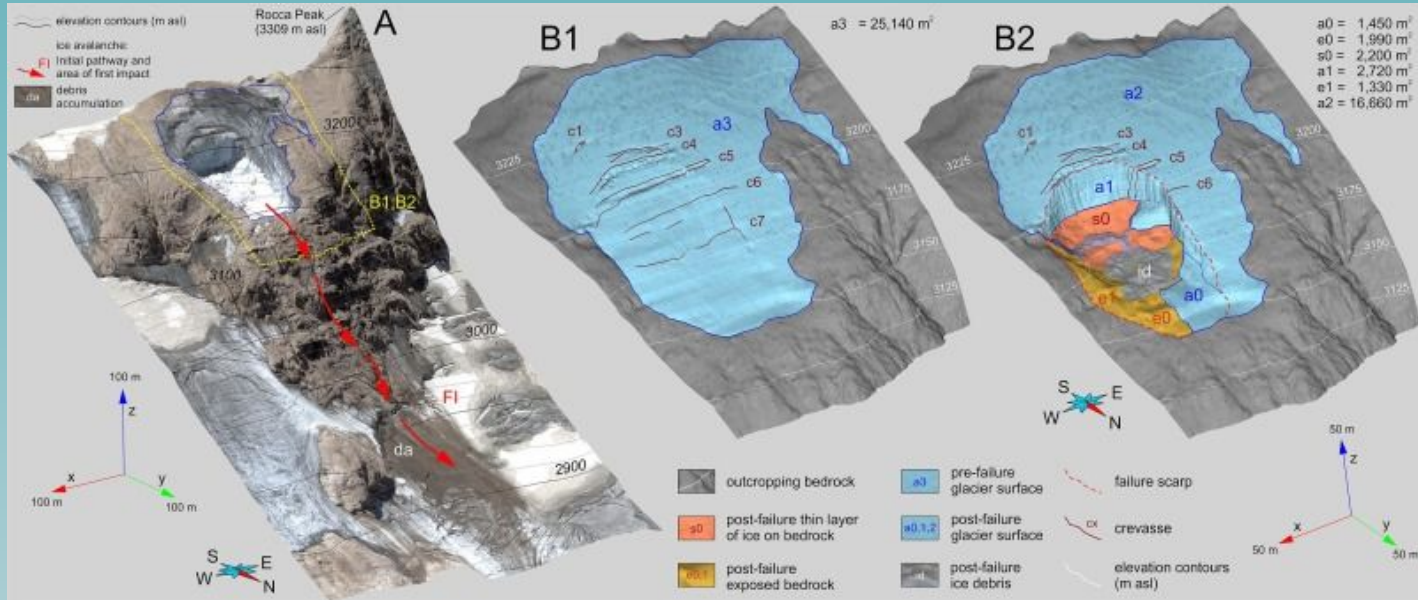 elevation contours (m asl)
ice avalanche:
FI
Initial pathway and
area of first impact
da
debris
accumulation
Rocca Peak
(3309 m asl)
A
3200
B1,B2
3100
3000
FI
da
2900
100 m
z
x
100 m
y
100 m
S
E
W
N
B1
a3 = 25,140 m²
c1
c3
c4
a3
c5
c6
c7
3225
3200
3175
3150
3125
B2
a0 = 1,450 m²
e0 = 1,990 m²
s0 = 2,200 m²
a1 = 2,720 m²
e1 = 1,330 m²
a2 = 16,660 m²
a2
c1
c3
c4
c5
c6
a1
s0
id
a0
e1
e0
3225
3200
3175
3150
3100
3125
S
E
W
N
50 m
z
x
50 m
y
50 m
outcropping bedrock
s0
post-failure thin layer
of ice on bedrock
e0,1
post-failure
exposed bedrock
a3
pre-failure
glacier surface
a0,1,2
post-failure
glacier surface
id
post-failure
ice debris
failure scarp
cx
crevasse
elevation contours
(m asl)